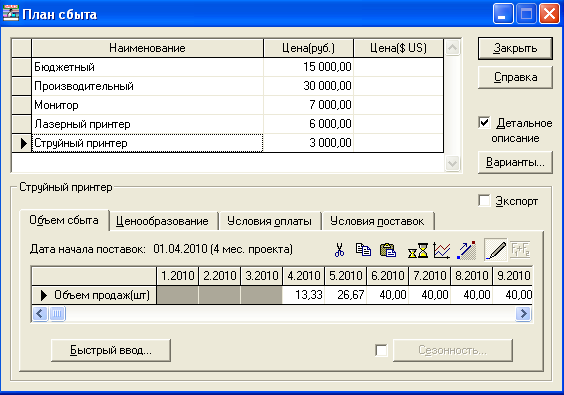 План сбыта
Наименование Цена(руб.) Цена($ US)
Бюджетный 15 000,00
Производительный 30 000,00
Монитор 7 000,00
Лазерный принтер 6 000,00
Струйный принтер 3 000,00
Закрыть
Справка
Детальное
описание
Варианты...
Струйный принтер
Экспорт
Объем сбыта Ценообразование Условия оплаты Условия поставок
Дата начала поставок: 01.04.2010 (4 мес. проекта)
1.2010 2.2010 3.2010 4.2010 5.2010 6.2010 7.2010 8.2010 9.2010
Объем продаж(шт) 13,33 26,67 40,00 40,00 40,00 40,00
Быстрый ввод... Сезонность...